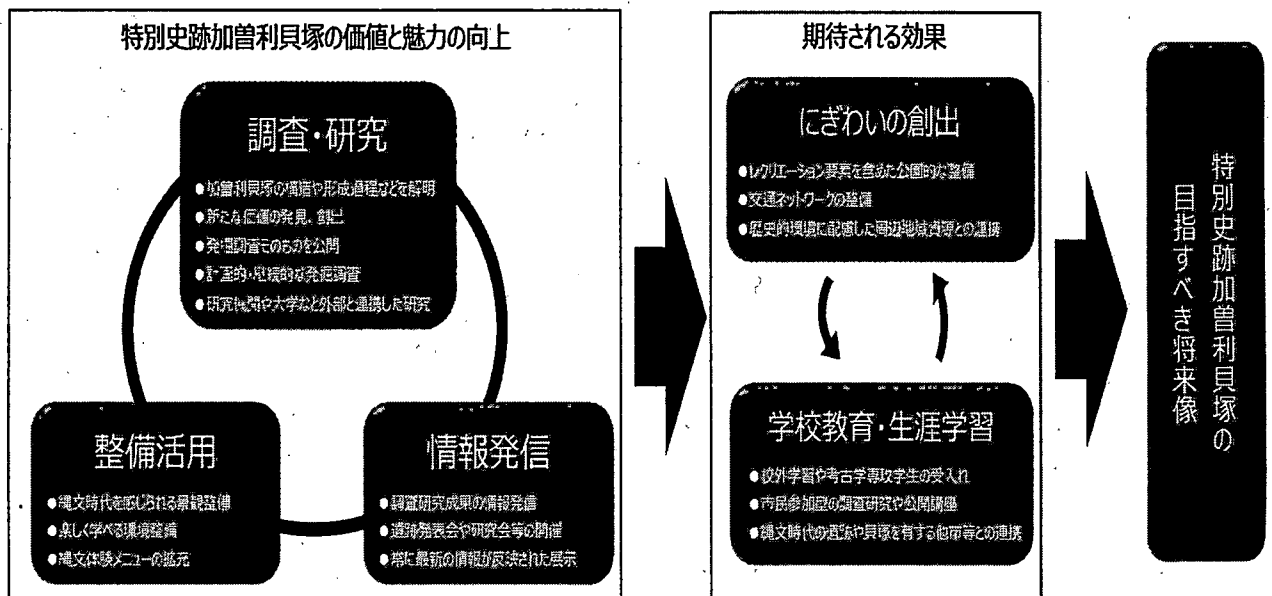 特別史跡加曽利貝塚の価値と魅力の向上
調査・研究
●加曽利貝塚の構造や形成過程などを解明
●新たな価値の発見、創出
●発掘調査そのものを公開
●計画的・継続的な発掘調査
●研究機関や大学など外部と連携した研究
整備活用
●縄文時代を感じられる景観整備
●楽しく学べる環境整備
●縄文体験メニューの拡充
情報発信
●調査研究成果の情報発信
●遺跡発表会や研究会等の開催
●常に最新の情報が反映された展示
期待される効果
にぎわいの創出
●レクリエーション要素を含めた公園的な整備
●交通ネットワークの整備
●歴史的環境に配慮した周辺地域資源との連携
学校教育・生涯学習
●校外学習や考古学専攻学生の受入れ
●市民参加型の調査研究や公開講座
●縄文時代の遺跡や貝塚を有する他市等との連携
特別史跡加曽利貝塚の
目指すべき将来像